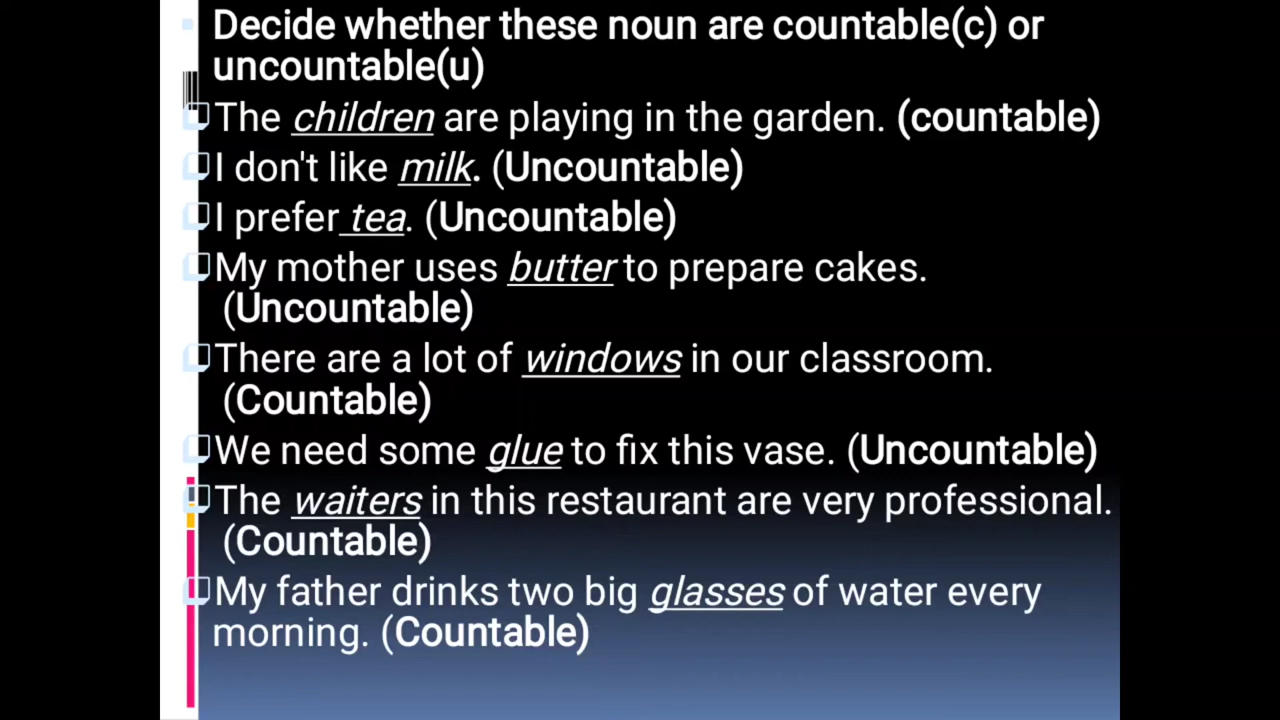 Decide whether these noun are countable(c) or
uncountable(u)
The children are playing in the garden. (countable)
I don't like milk. (Uncountable)
I prefer tea. (Uncountable)
My mother uses butter to prepare cakes.
(Uncountable)
There are a lot of windows in our classroom.
(Countable)
We need some glue to fix this vase. (Uncountable)
The waiters in this restaurant are very professional.
(Countable)
My father drinks two big glasses of water every
morning. (Countable)